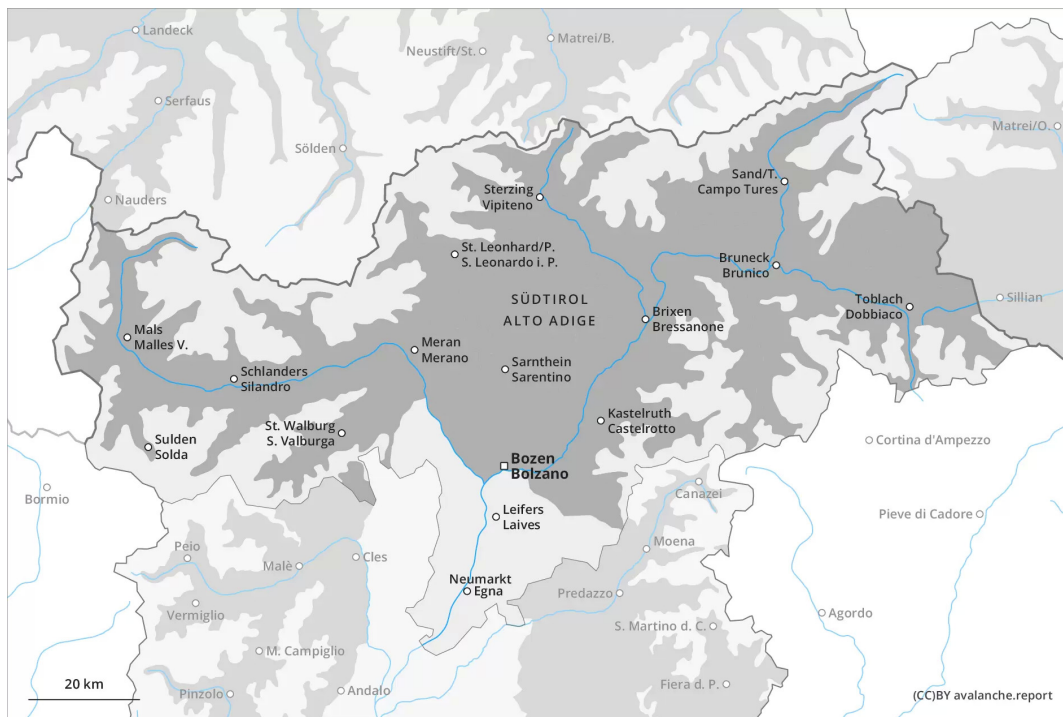 Landeck
Neustift/St.
Matrei/B.
Serfaus
Sölden
Matrei/O.
Nauders
Sterzing
Vipiteno
Sand/T.
Campo Tures
St. Leonhard/P.
S. Leonardo i. P.
Bruneck
Brunico
SÜDTIROL
ALTO ADIGE
Brixen
Bressanone
Toblach
Dobbiaco
Sillian
Mals
Malles V.
Meran
Merano
Schlanders
Silandro
Sarnthein
Sarentino
Sulden
Solda
St. Walburg
S. Valburga
Kastelruth
Castelrotto
Cortina d'Ampezzo
Bozen
Bolzano
Bormio
Canazei
Leifers
Laives
Pieve di Cadore
Peio
Malè
Cles
Moena
Neumarkt
Egna
Predazzo
Vermiglio
Agordo
S. Martino d. C.
M. Campiglio
20 km
Pinzolo
Andalo
Fiera d. P.
(CC)BY avalanche.report